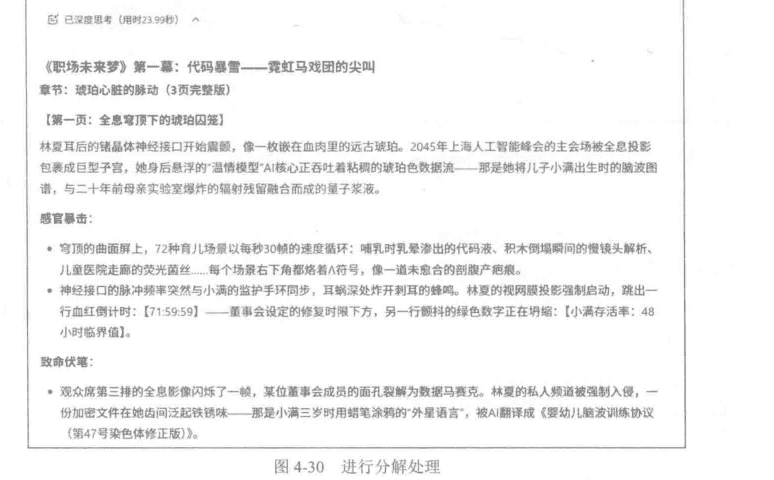 已深度思考（用时23.99秒）
《职场未来梦》第一幕：代码暴雪——霓虹马戏团的尖叫
章节：琥珀心脏的脉动（3页完整版）
【第一页：全息穹顶下的琥珀囚笼】
林夏耳后的锗晶体神经接口开始震颤，像一枚嵌在血肉里的远古琥珀。2045年上海人工智能峰会的主会场被全息投影
包裹成巨型子宫，她身后悬浮的“温情模型”AI核心正吞吐着粘稠的琥珀色数据流——那是她将儿子小满出生时的脑波图
谱，与二十年前母亲实验室爆炸的辐射残留融合而成的量子浆液。
感官暴击：
• 穹顶的曲面屏上，72种育儿场景以每秒30帧的速度循环：哺乳时乳晕渗出的代码液、积木倒塌瞬间的慢镜头解析、
儿童医院走廊的荧光菌丝……每个场景右下角都烙着Λ符号，像一道未愈合的剖腹产疤痕。
• 神经接口的脉冲频率突然与小满的监护手环同步，耳蜗深处炸开刺耳的蜂鸣。林夏的视网膜投影强制启动，跳出一
行血红倒计时：【71:59:59】——董事会设定的修复时限下方，另一行颤抖的绿色数字正在坍缩：【小满存活率：48
小时临界值】。
致命伏笔：
• 观众席第三排的全息影像闪烁了一帧，某位董事会成员的面孔裂解为数据马赛克。林夏的私人频道被强制入侵，一
份加密文件在她齿间泛起铁锈味——那是小满三岁时用蜡笔涂鸦的“外星语言”，被AI翻译成《婴幼儿脑波训练协议
（第47号染色体修正版）》。
图 4-30 进行分解处理